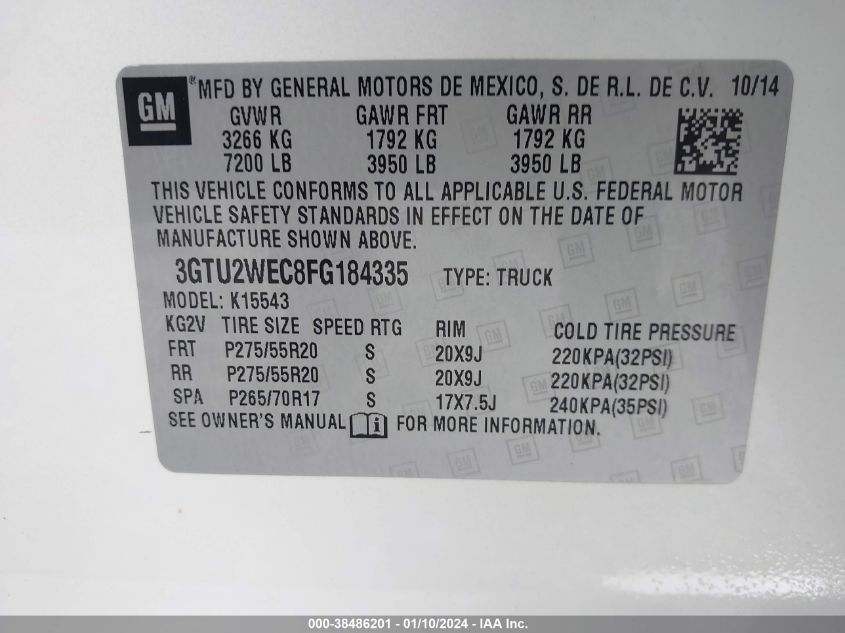 GM ® MFD BY GENERAL MOTORS DE MEXICO, S. DE R.L. DE C.V. 10/14
GVWR GAWR FRT GAWR RR
3266 KG 1792 KG 1792 KG
7200 LB 3950 LB 3950 LB
THIS VEHICLE CONFORMS TO ALL APPLICABLE U.S. FEDERAL MOTOR
VEHICLE SAFETY STANDARDS IN EFFECT ON THE DATE OF
MANUFACTURE SHOWN ABOVE.
3GTU2WEC8FG184335 TYPE: TRUCK
MODEL: K15543
KG2V TIRE SIZE SPEED RTG RIM COLD TIRE PRESSURE
FRT P275/55R20 S 20X9J 220KPA(32PSI)
RR P275/55R20 S 20X9J 220KPA(32PSI)
SPA P265/70R17 S 17X7.5J 240KPA(35PSI)
SEE OWNER'S MANUAL i FOR MORE INFORMATION.
000-38486201 - 01/10/2024 - IAA Inc.